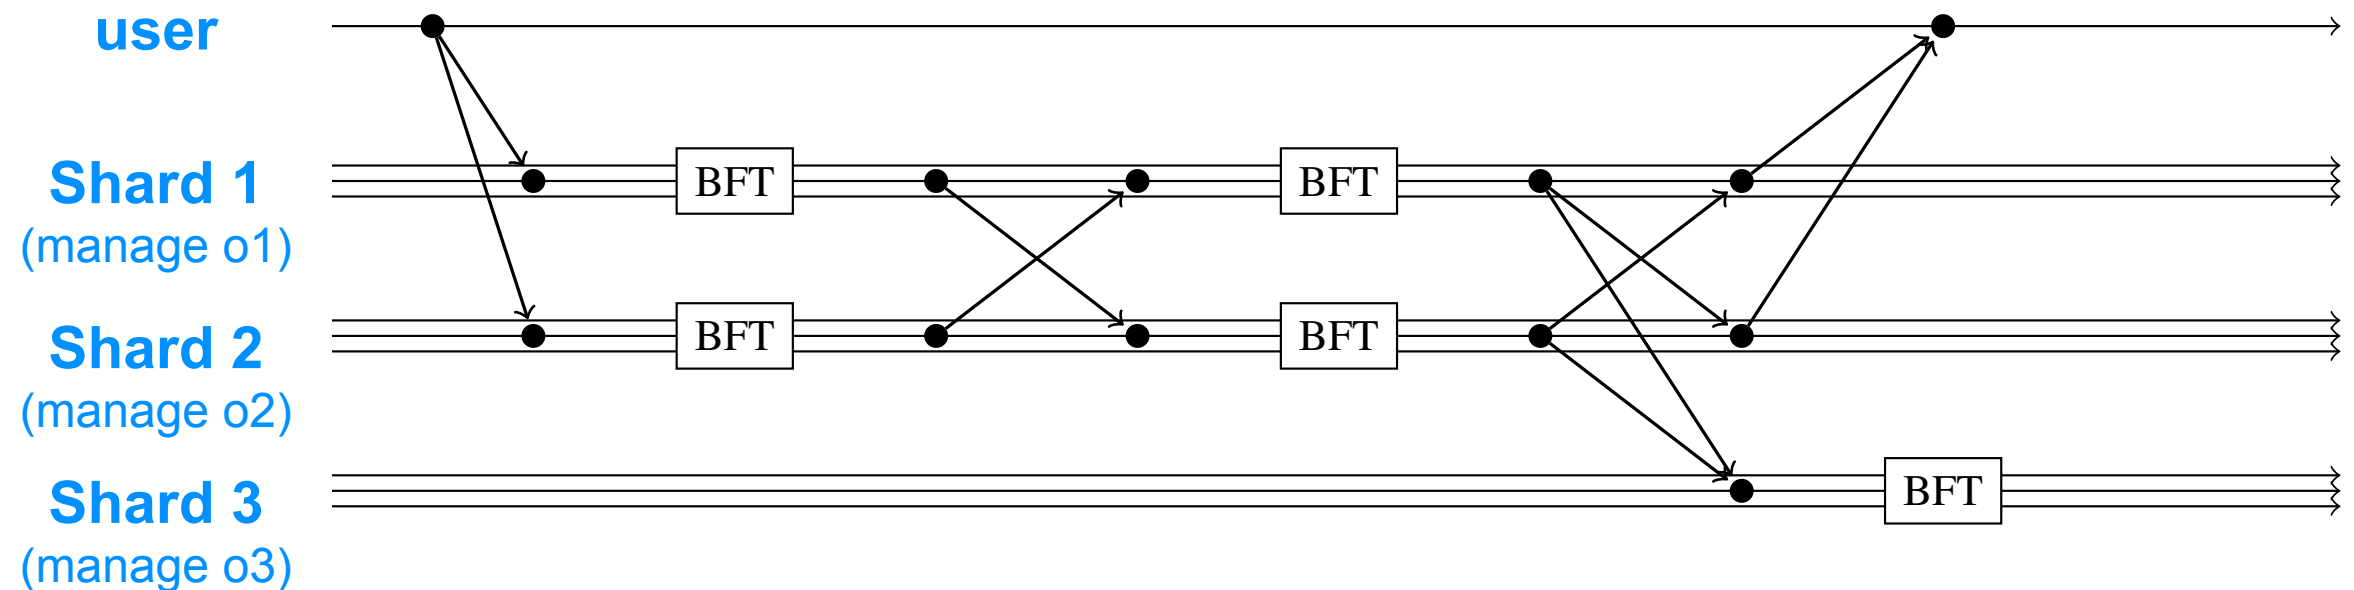 user
Shard 1
(manage o1)
BFT
BFT
Shard 2
(manage o2)
BFT
BFT
Shard 3
(manage o3)
BFT